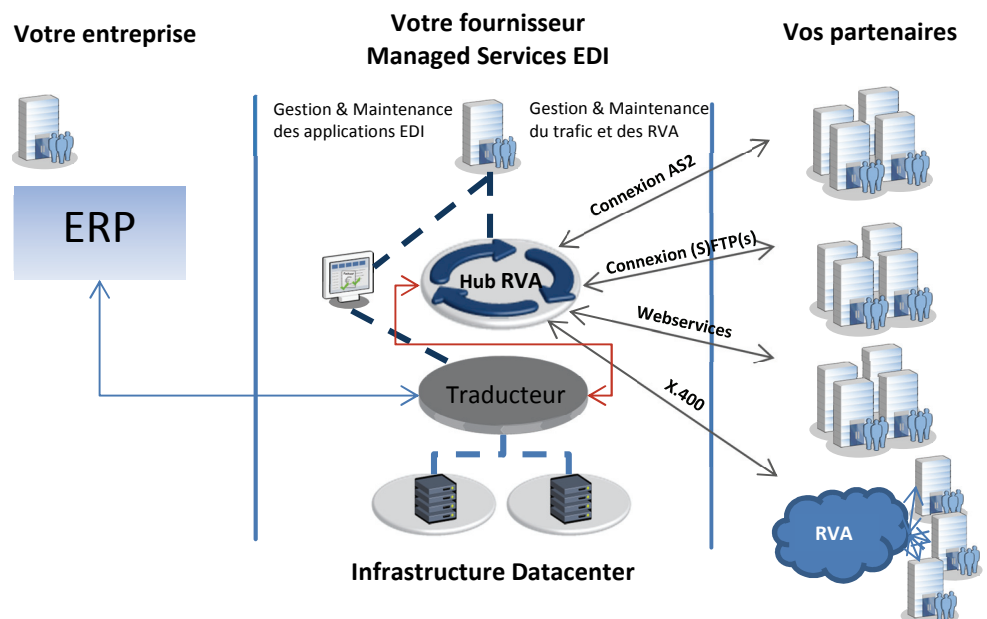 Votre entreprise
Votre fournisseur
Managed Services EDI
Vos partenaires
Gestion & Maintenance
des applications EDI
Gestion & Maintenance
du trafic et des RVA
ERP
Hub RVA
Traducteur
Connexion AS2
Connexion (S)FTP(s)
Webservices
X.400
RVA
Infrastructure Datacenter